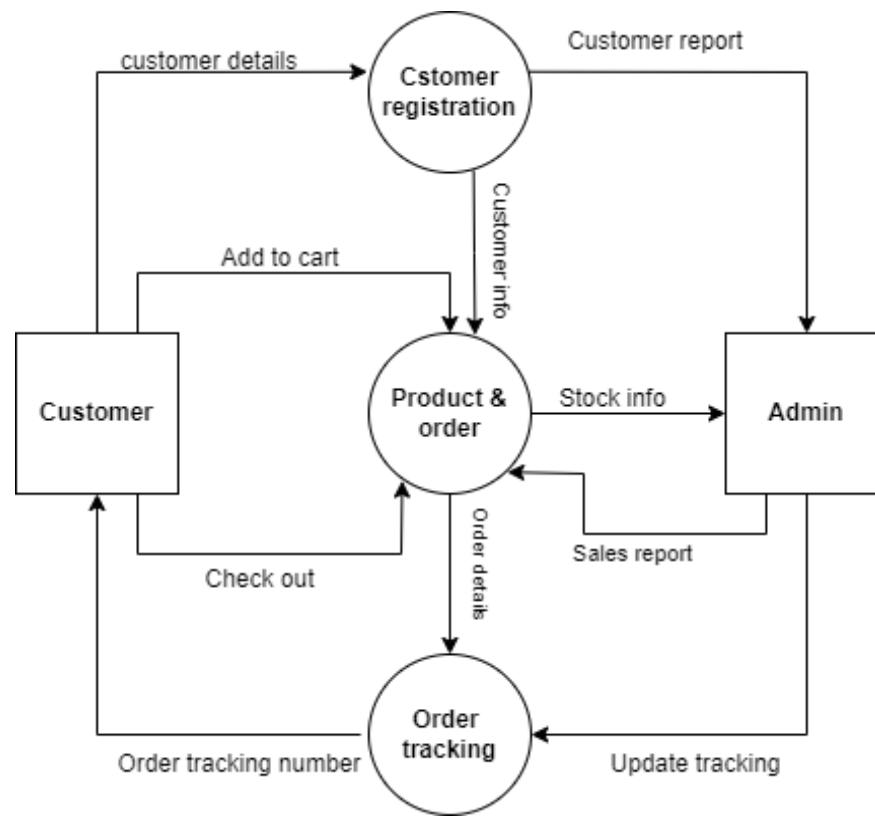 customer details
Customer report
Cstomer
registration
Customer info
Add to cart
Customer
Product &
order
Stock info
Admin
Check out
Order details
Sales report
Order tracking number
Order
tracking
Update tracking